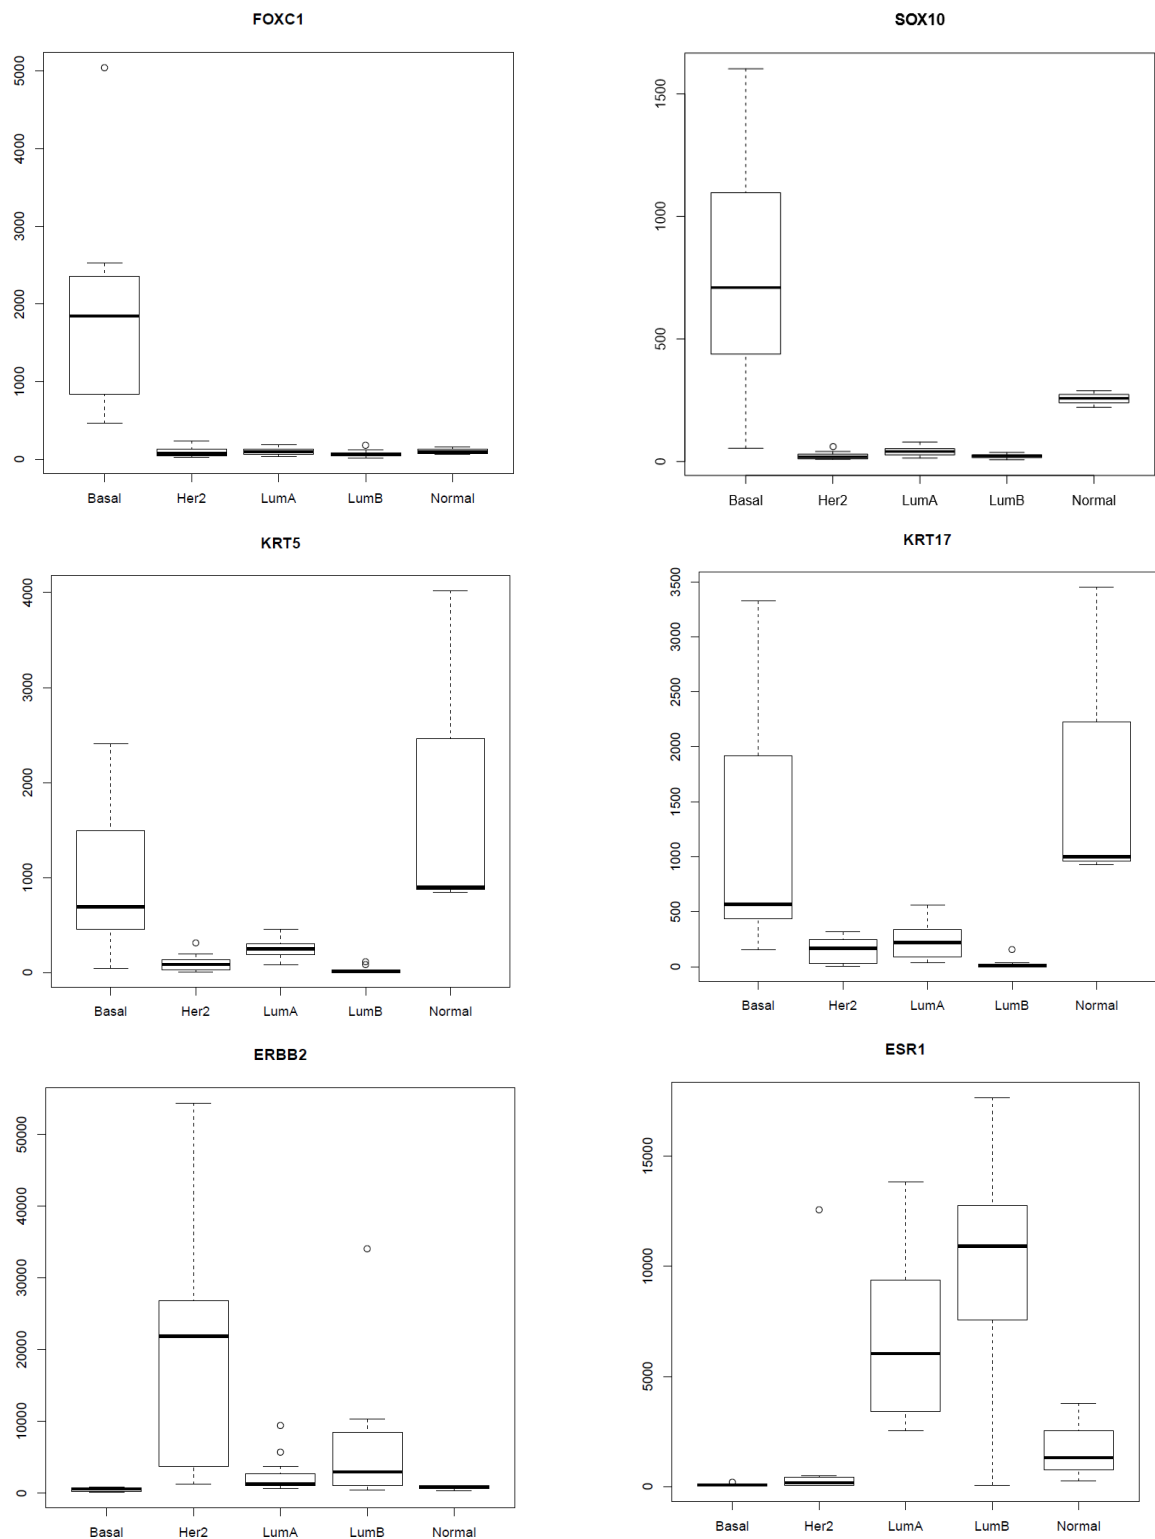 FOXC1
5000
4000
3000
2000
1000
0
Basal Her2 LumA LumB Normal
SOX10
1500
1000
500
0
Basal Her2 LumA LumB Normal
KRT5
4000
3000
2000
1000
0
Basal Her2 LumA LumB Normal
KRT17
3500
3000
2500
2000
1500
1000
500
0
Basal Her2 LumA LumB Normal
ERBB2
50000
40000
30000
20000
10000
0
Basal Her2 LumA LumB Normal
ESR1
15000
10000
5000
0
Basal Her2 LumA LumB Normal